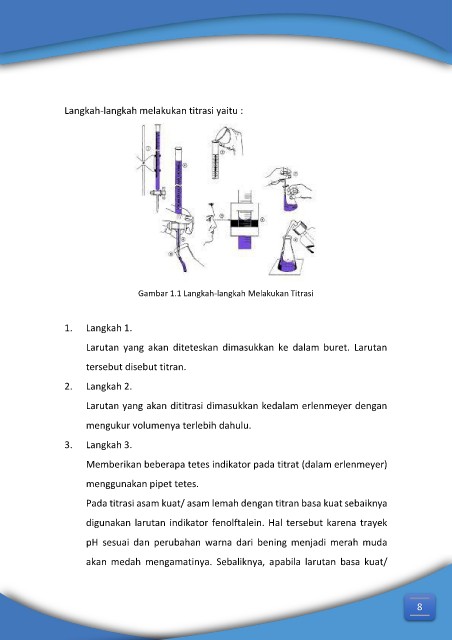 Langkah-langkah melakukan titrasi yaitu :
Gambar 1.1 Langkah-langkah Melakukan Titrasi
1. Langkah 1.
Larutan yang akan diteteskan dimasukkan ke dalam buret. Larutan
tersebut disebut titran.
2. Langkah 2.
Larutan yang akan dititrasi dimasukkan kedalam erlenmeyer dengan
mengukur volumenya terlebih dahulu.
3. Langkah 3.
Memberikan beberapa tetes indikator pada titrat (dalam erlenmeyer)
menggunakan pipet tetes.
Pada titrasi asam kuat/ asam lemah dengan titran basa kuat sebaiknya
digunakan larutan indikator fenolftalein. Hal tersebut karena trayek
pH sesuai dan perubahan warna dari bening menjadi merah muda
akan medah mengamatinya. Sebaliknya, apabila larutan basa kuat/
8